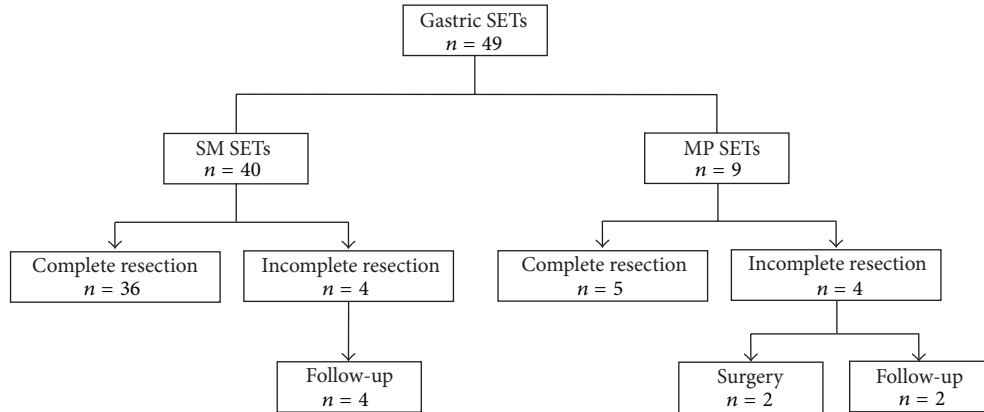 Gastric SETs
n = 49
SM SETs
n = 40
MP SETs
n = 9
Complete resection
n = 36
Incomplete resection
n = 4
Complete resection
n = 5
Incomplete resection
n = 4
Follow-up
n = 4
Surgery
n = 2
Follow-up
n = 2